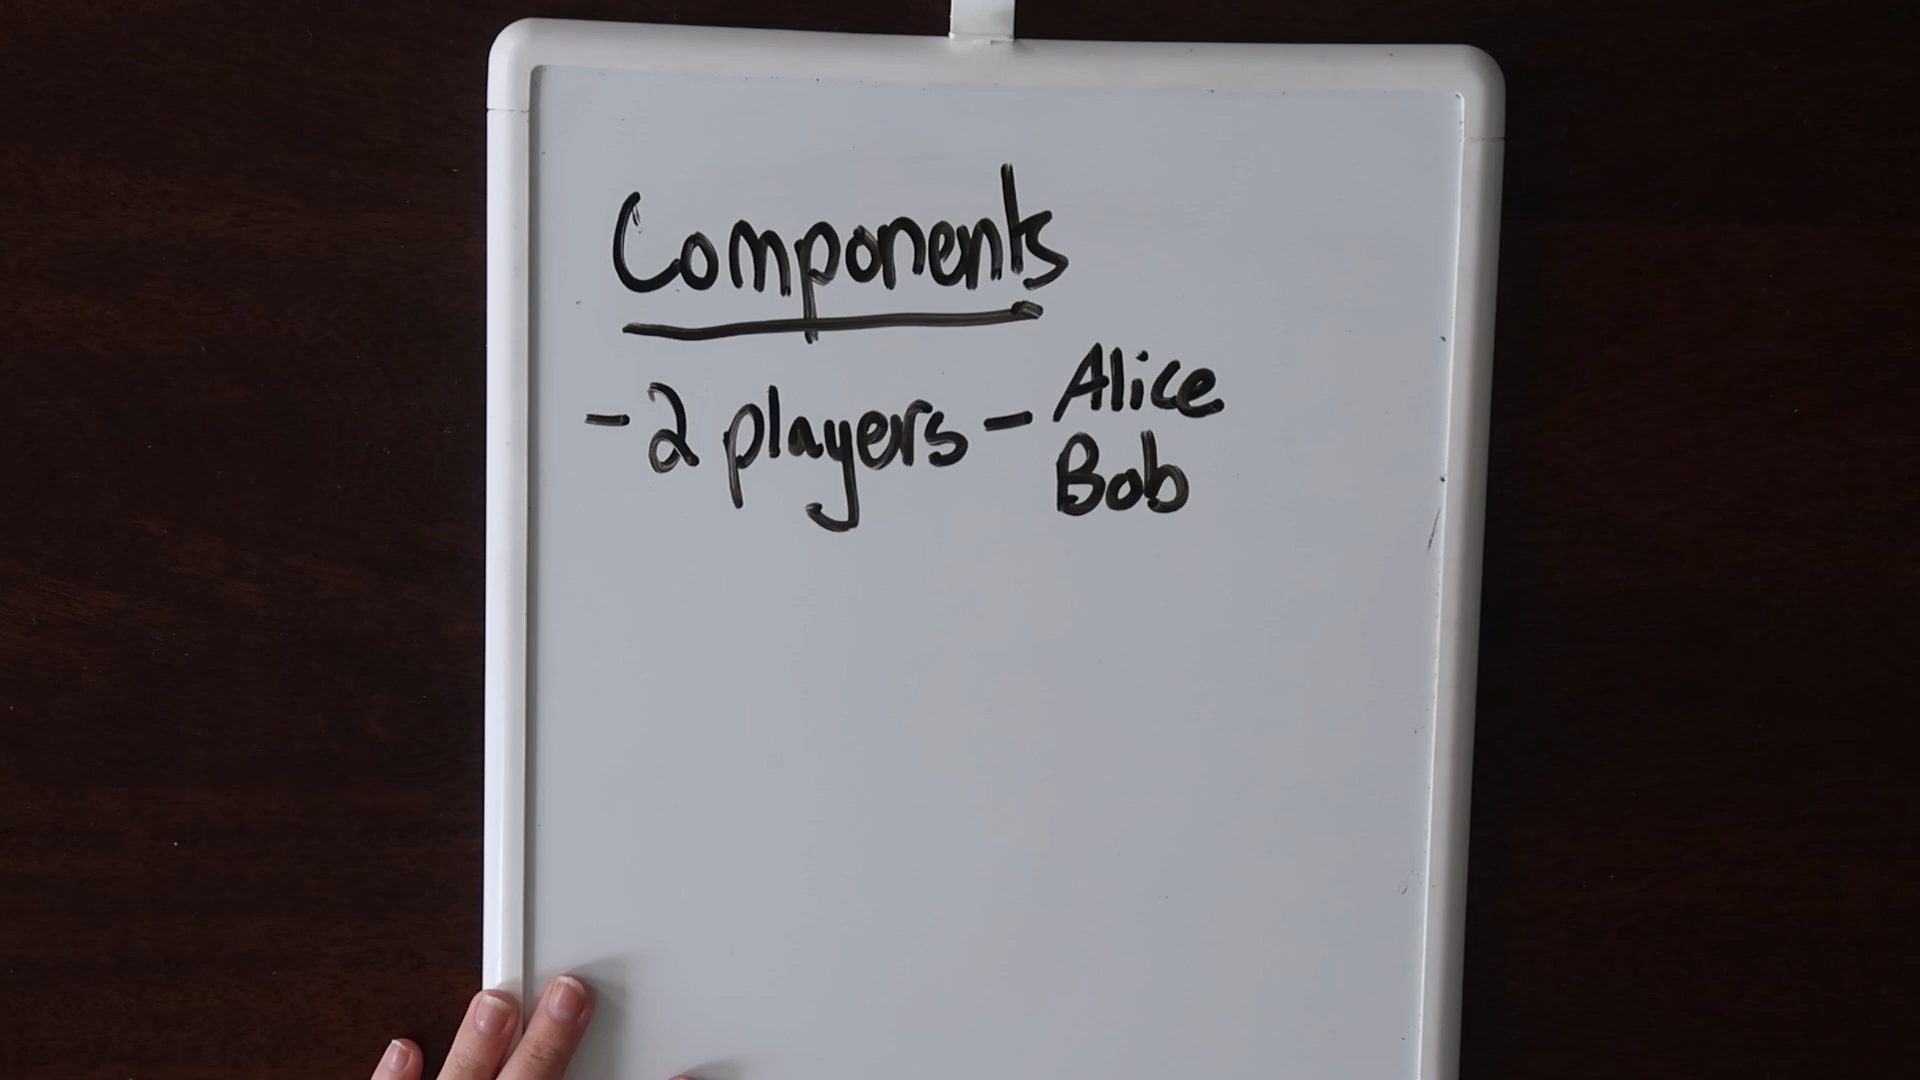 Components
- 2 players - Alice
Bob